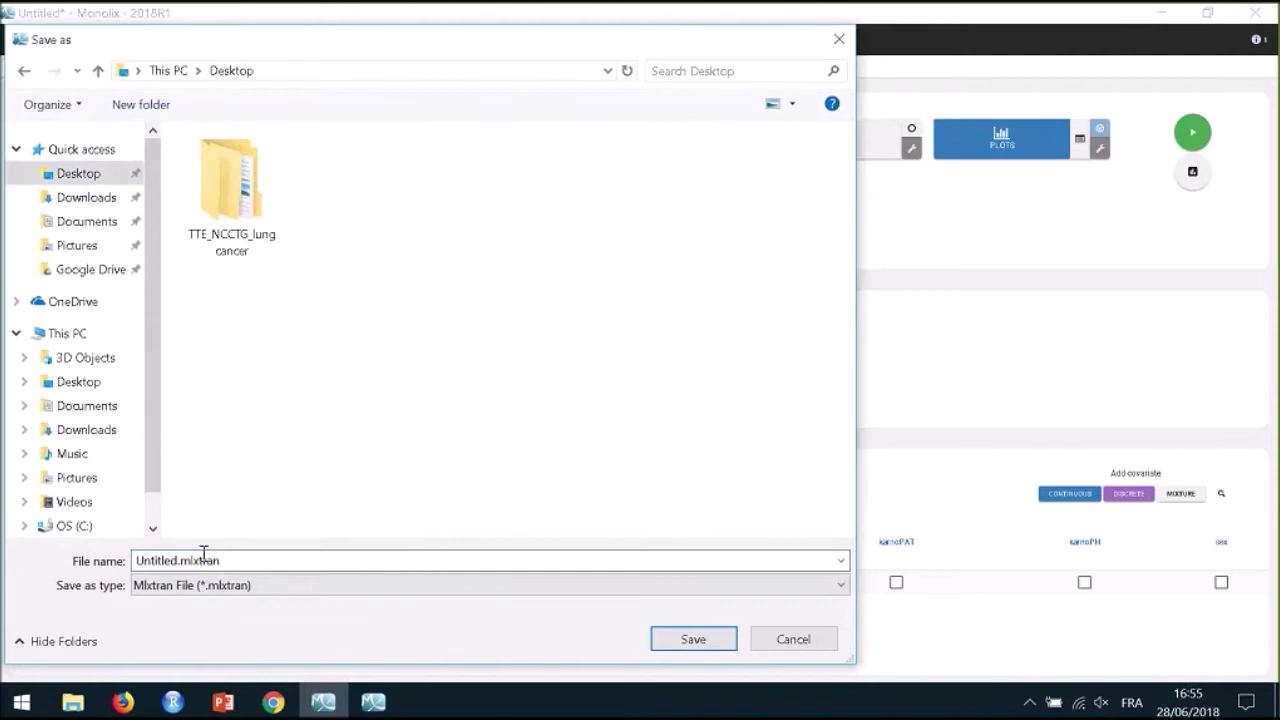 Untitled* - Monolix - 2018R1
Save as
This PC > Desktop
Search Desktop
Organize
New folder
Quick access
Desktop
Downloads
Documents
Pictures
Google Drive
OneDrive
This PC
3D Objects
Desktop
Documents
Downloads
Music
Pictures
Videos
OS (C:)
TTE_NCCTG_lung
cancer
PLOTS
1
Add covariate
CONTINUOUS DISCRETE MIXTURE
karnoPAT karnoPH sex
File name: Untitled.mlxtran
Save as type: Mlxtran File (*.mlxtran)
Hide Folders
Save
Cancel
FRA
16:55
28/06/2018